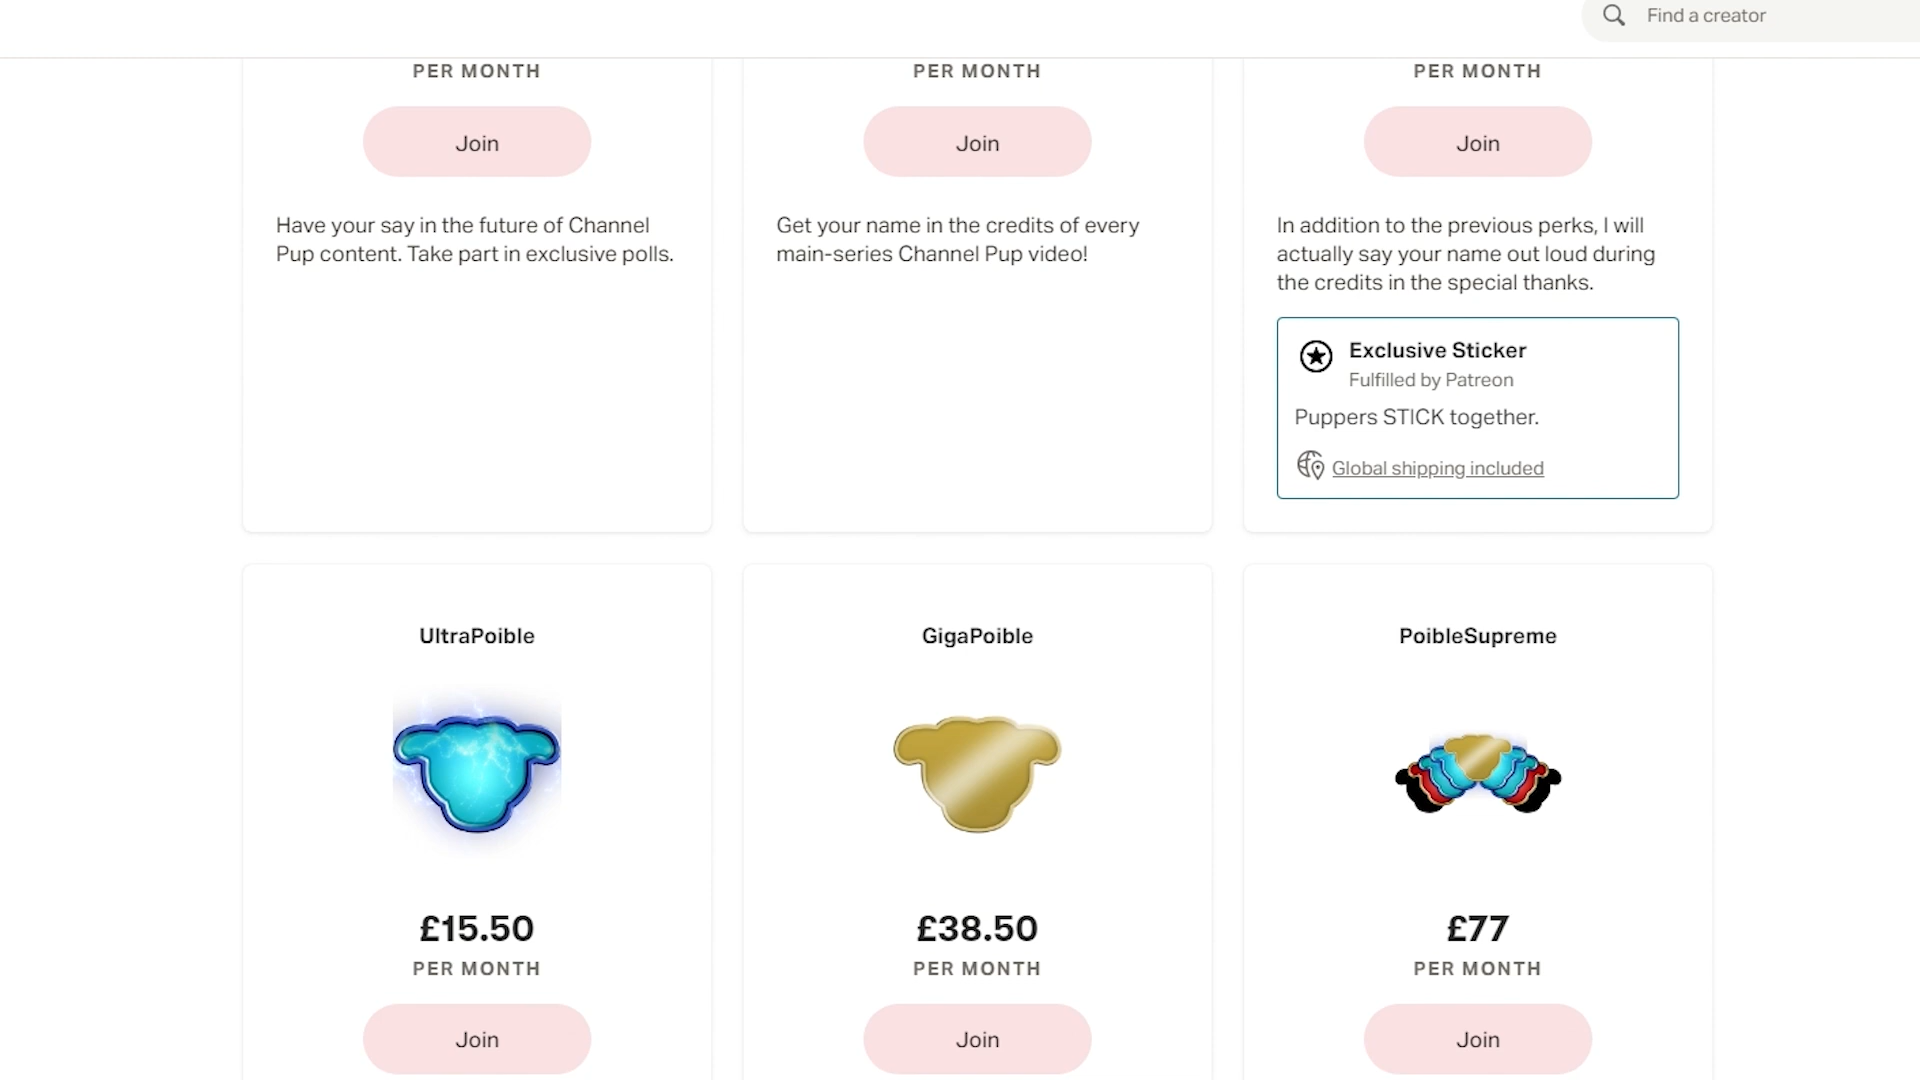 Find a creator
PER MONTH
Join
Have your say in the future of Channel
Pup content. Take part in exclusive polls.
PER MONTH
Join
Get your name in the credits of every
main-series Channel Pup video!
PER MONTH
Join
In addition to the previous perks, I will
actually say your name out loud during
the credits in the special thanks.
Exclusive Sticker
Fulfilled by Patreon
Puppers STICK together.
Global shipping included
UltraPoible
£15.50
PER MONTH
Join
GigaPoible
£38.50
PER MONTH
Join
PoibleSupreme
£77
PER MONTH
Join